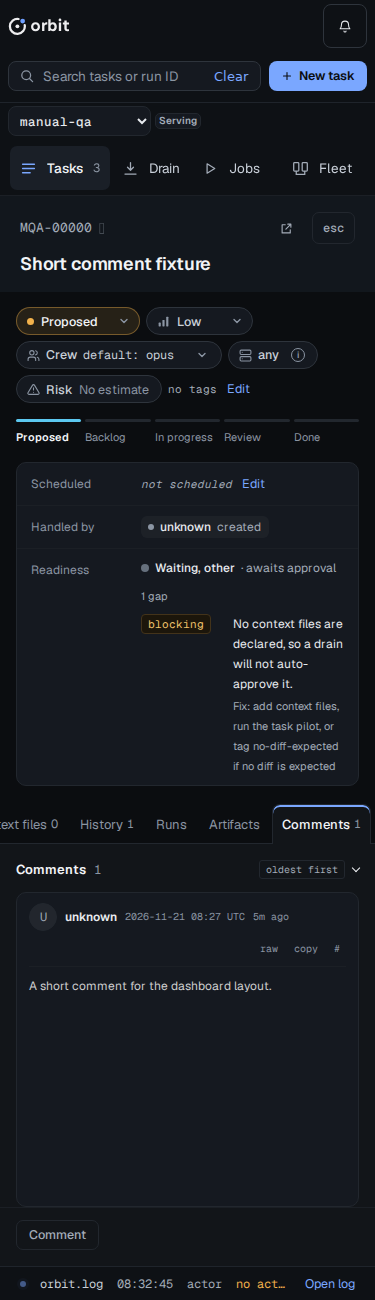 orbit
Search tasks or run ID Clear
+ New task
manual-qa Serving
Tasks 3 Drain Jobs Fleet
MQA-00000 esc
Short comment fixture
Proposed Low
Crew default: opus any
Risk No estimate no tags Edit
Proposed Backlog In progress Review Done
Scheduled not scheduled Edit
Handled by unknown created
Readiness Waiting, other · awaits approval
1 gap
blocking No context files are
declared, so a drain
will not auto-
approve it.
Fix: add context files,
run the task pilot, or
tag no-diff-expected
if no diff is expected
ext files 0 History 1 Runs Artifacts Comments 1
Comments 1 oldest first
U unknown 2026-11-21 08:27 UTC 5m ago
raw copy #
A short comment for the dashboard layout.
Comment
orbit.log 08:32:45 actor no act… Open log